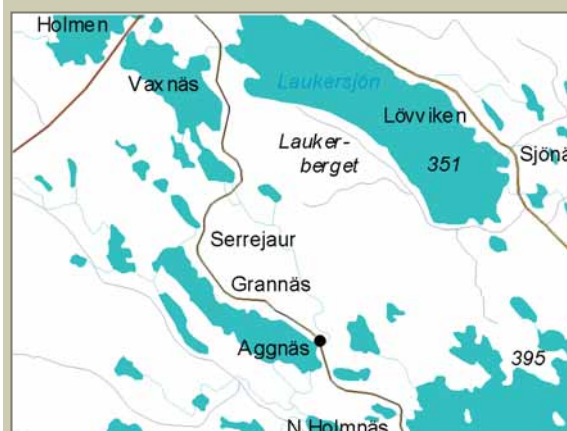 Holmen
Vaxnäs
Laukersjön
Lövviken
Lauker-
berget
351
Sjönä
Serrejaur
Grannäs
Aggnäs
395
N Holmnäs